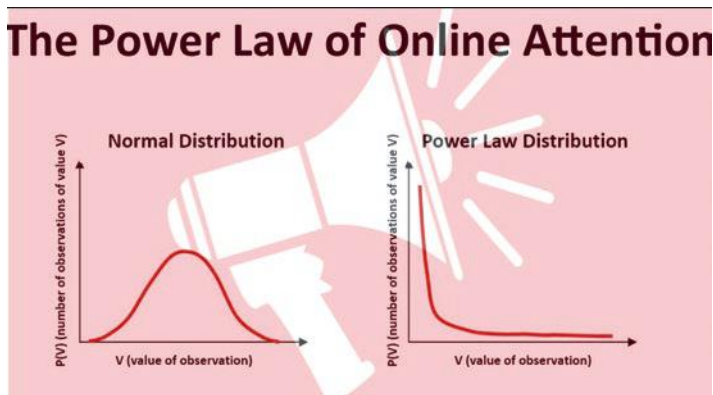 The Power Law of Online Attention
Normal Distribution
P(V) (number of observations of value V)
V (value of observation)
Power Law Distribution
P(V) (number of observations of value V)
V (value of observation)